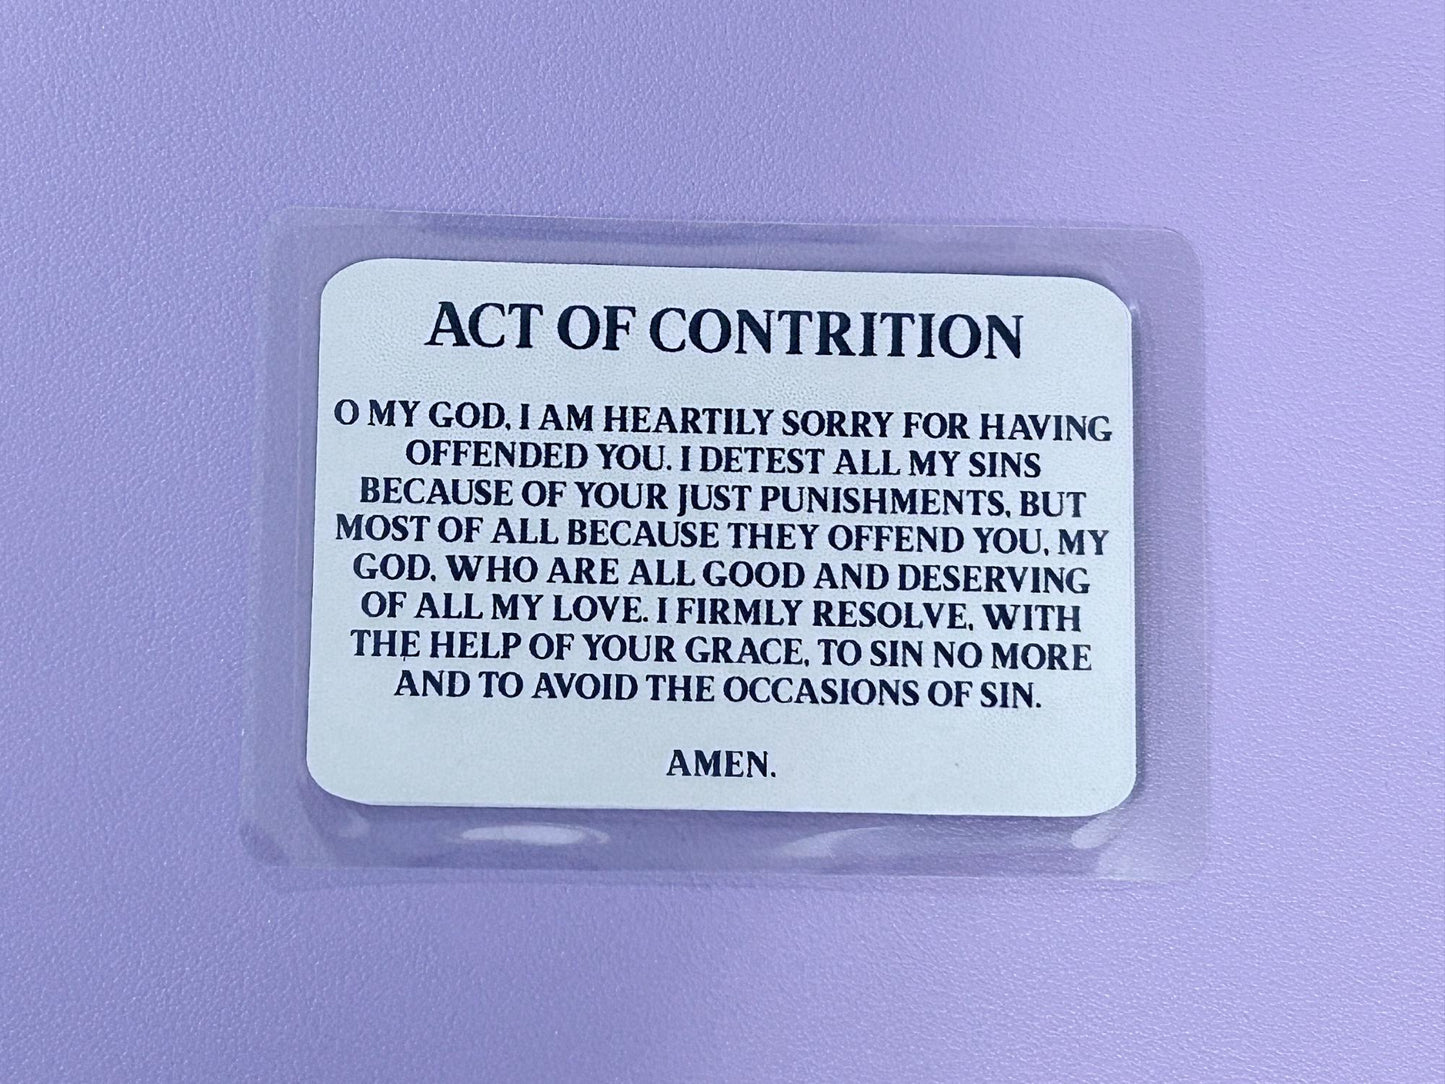 ACT OF CONTRITION
O MY GOD, I AM HEARTILY SORRY FOR HAVING
OFFENDED YOU. I DETEST ALL MY SINS
BECAUSE OF YOUR JUST PUNISHMENTS, BUT
MOST OF ALL BECAUSE THEY OFFEND YOU, MY
GOD, WHO ARE ALL GOOD AND DESERVING
OF ALL MY LOVE. I FIRMLY RESOLVE, WITH
THE HELP OF YOUR GRACE, TO SIN NO MORE
AND TO AVOID THE OCCASIONS OF SIN.
AMEN.